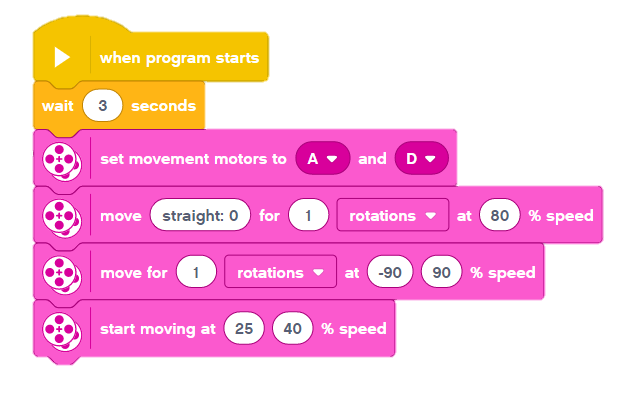 when program starts
wait 3 seconds
set movement motors to A and D
move straight: 0 for 1 rotations at 80 % speed
move for 1 rotations at -90 90 % speed
start moving at 25 40 % speed